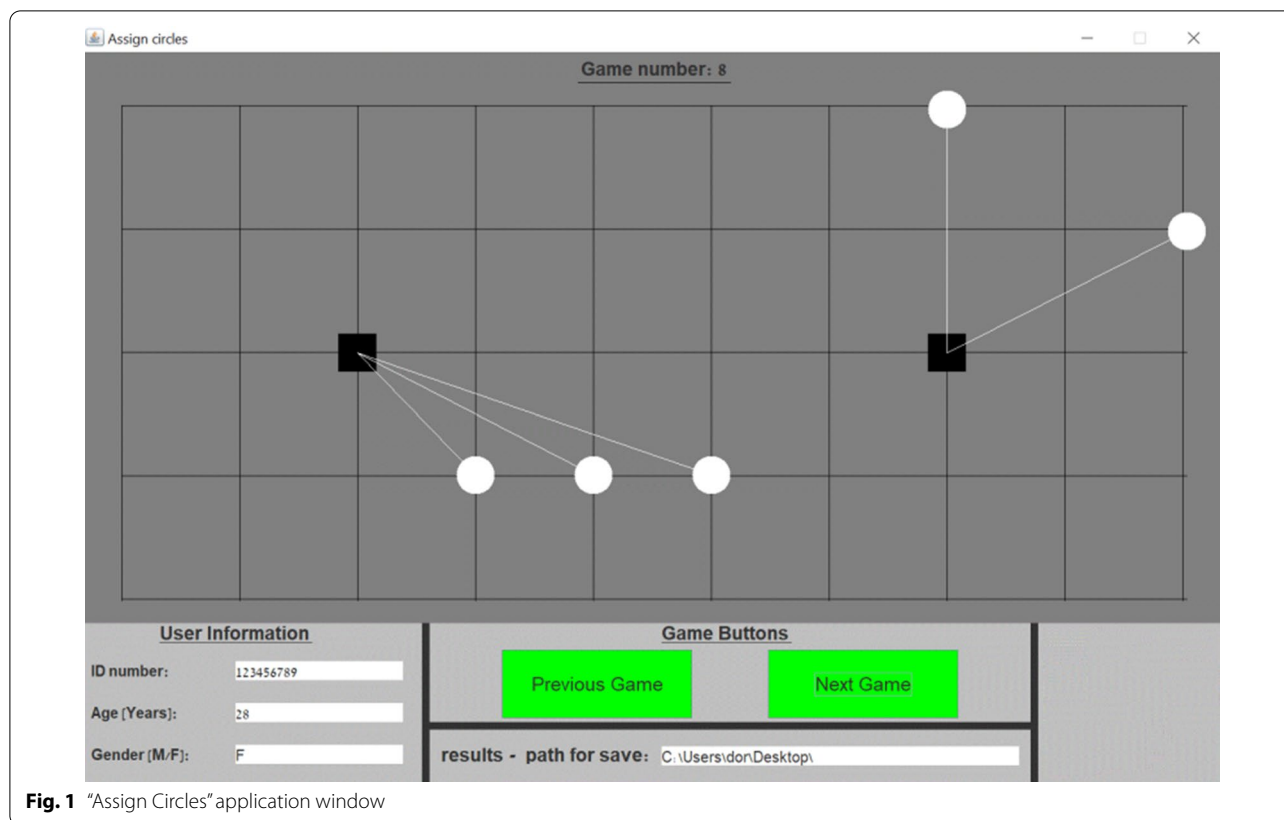 Assign circles
Game number: 8
User Information
ID number: 123456789
Age (Years): 28
Gender (M/F): F
Game Buttons
Previous Game Next Game
results - path for save: C:\Users\don\Desktop\
Fig. 1 "Assign Circles" application window